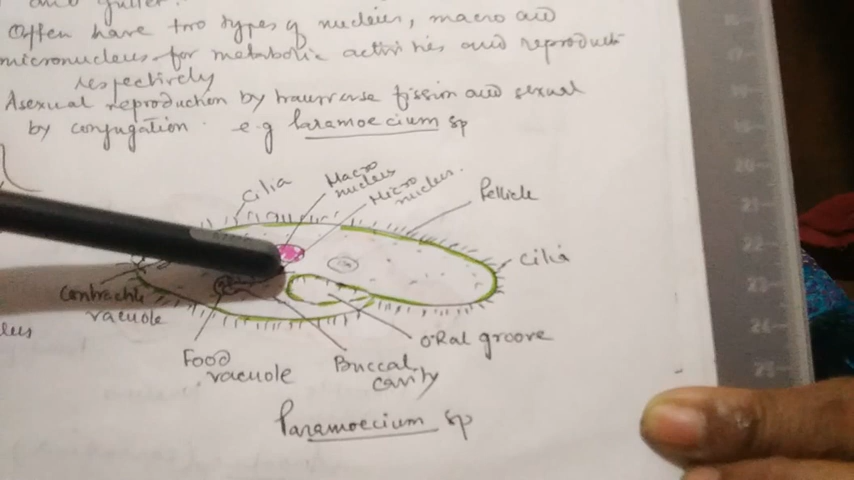 Often have two types of nucleus, macro and
micronucleus for metabolic activities and reproducti
respectively
Asexual reproduction by transverse fission and sexual
by conjugation. e.g Paramoecium sp
Cilia
Macro
nucleus
Micro
nucleus.
Pellicle
Cilia
Contractile
vacuole
Food
vacuole
Buccal
cavity
oral groove
Paramoecium sp